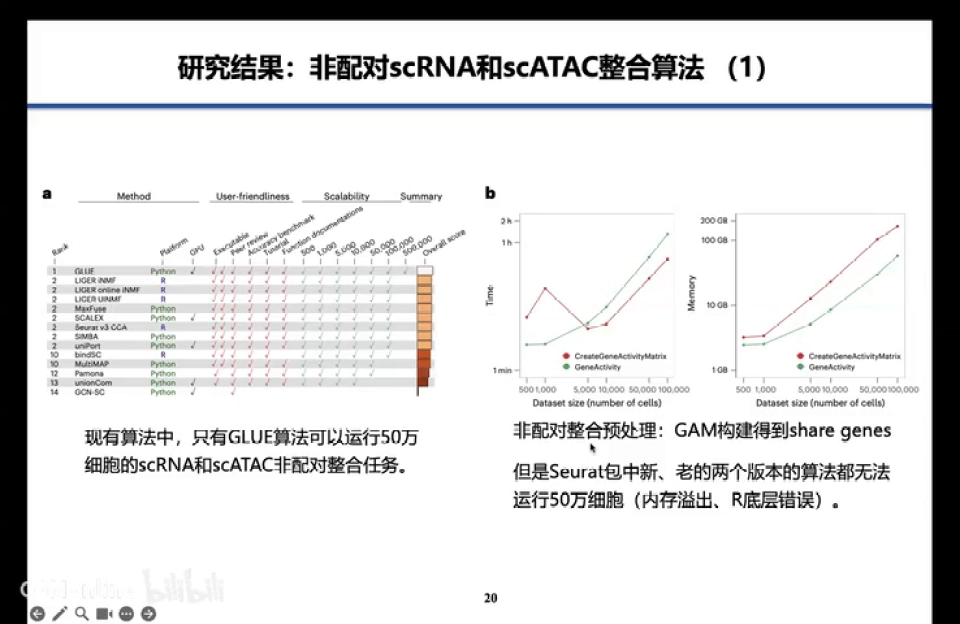 研究结果：非配对scRNA和scATAC整合算法 （1）
a
Method
User-friendliness
Scalability
Summary
Rank
Platform
GPU
Executable
Peer review
Accuracy benchmark
Tutorial
Function documentations
500
1,000
5,000
10,000
50,000
100,000
500,000
Overall score
1 GLUE Python ✓
2 LIGER iNMF R
2 LIGER online iNMF R
2 LIGER UINMF R
2 MaxFuse Python
2 SCALEX Python ✓
2 Seurat v3 CCA R
2 SIMBA Python
2 uniPort Python ✓
10 bindSC R
10 MultiMAP Python
12 Pamona Python
13 unionCom Python ✓
14 GCN-SC Python ✓
现有算法中，只有GLUE算法可以运行50万
细胞的scRNA和scATAC非配对整合任务。
b
2 h
1 h
1 min
Time
CreateGeneActivityMatrix
GeneActivity
500 1,000 5,000 10,000 50,000 100,000
Dataset size (number of cells)
200 GB
100 GB
10 GB
1 GB
Memory
CreateGeneActivityMatrix
GeneActivity
500 1,000 5,000 10,000 50,000 100,000
Dataset size (number of cells)
非配对整合预处理：GAM构建得到share genes
但是Seurat包中新、老的两个版本的算法都无法
运行50万细胞（内存溢出、R底层错误）。
bilibili
20